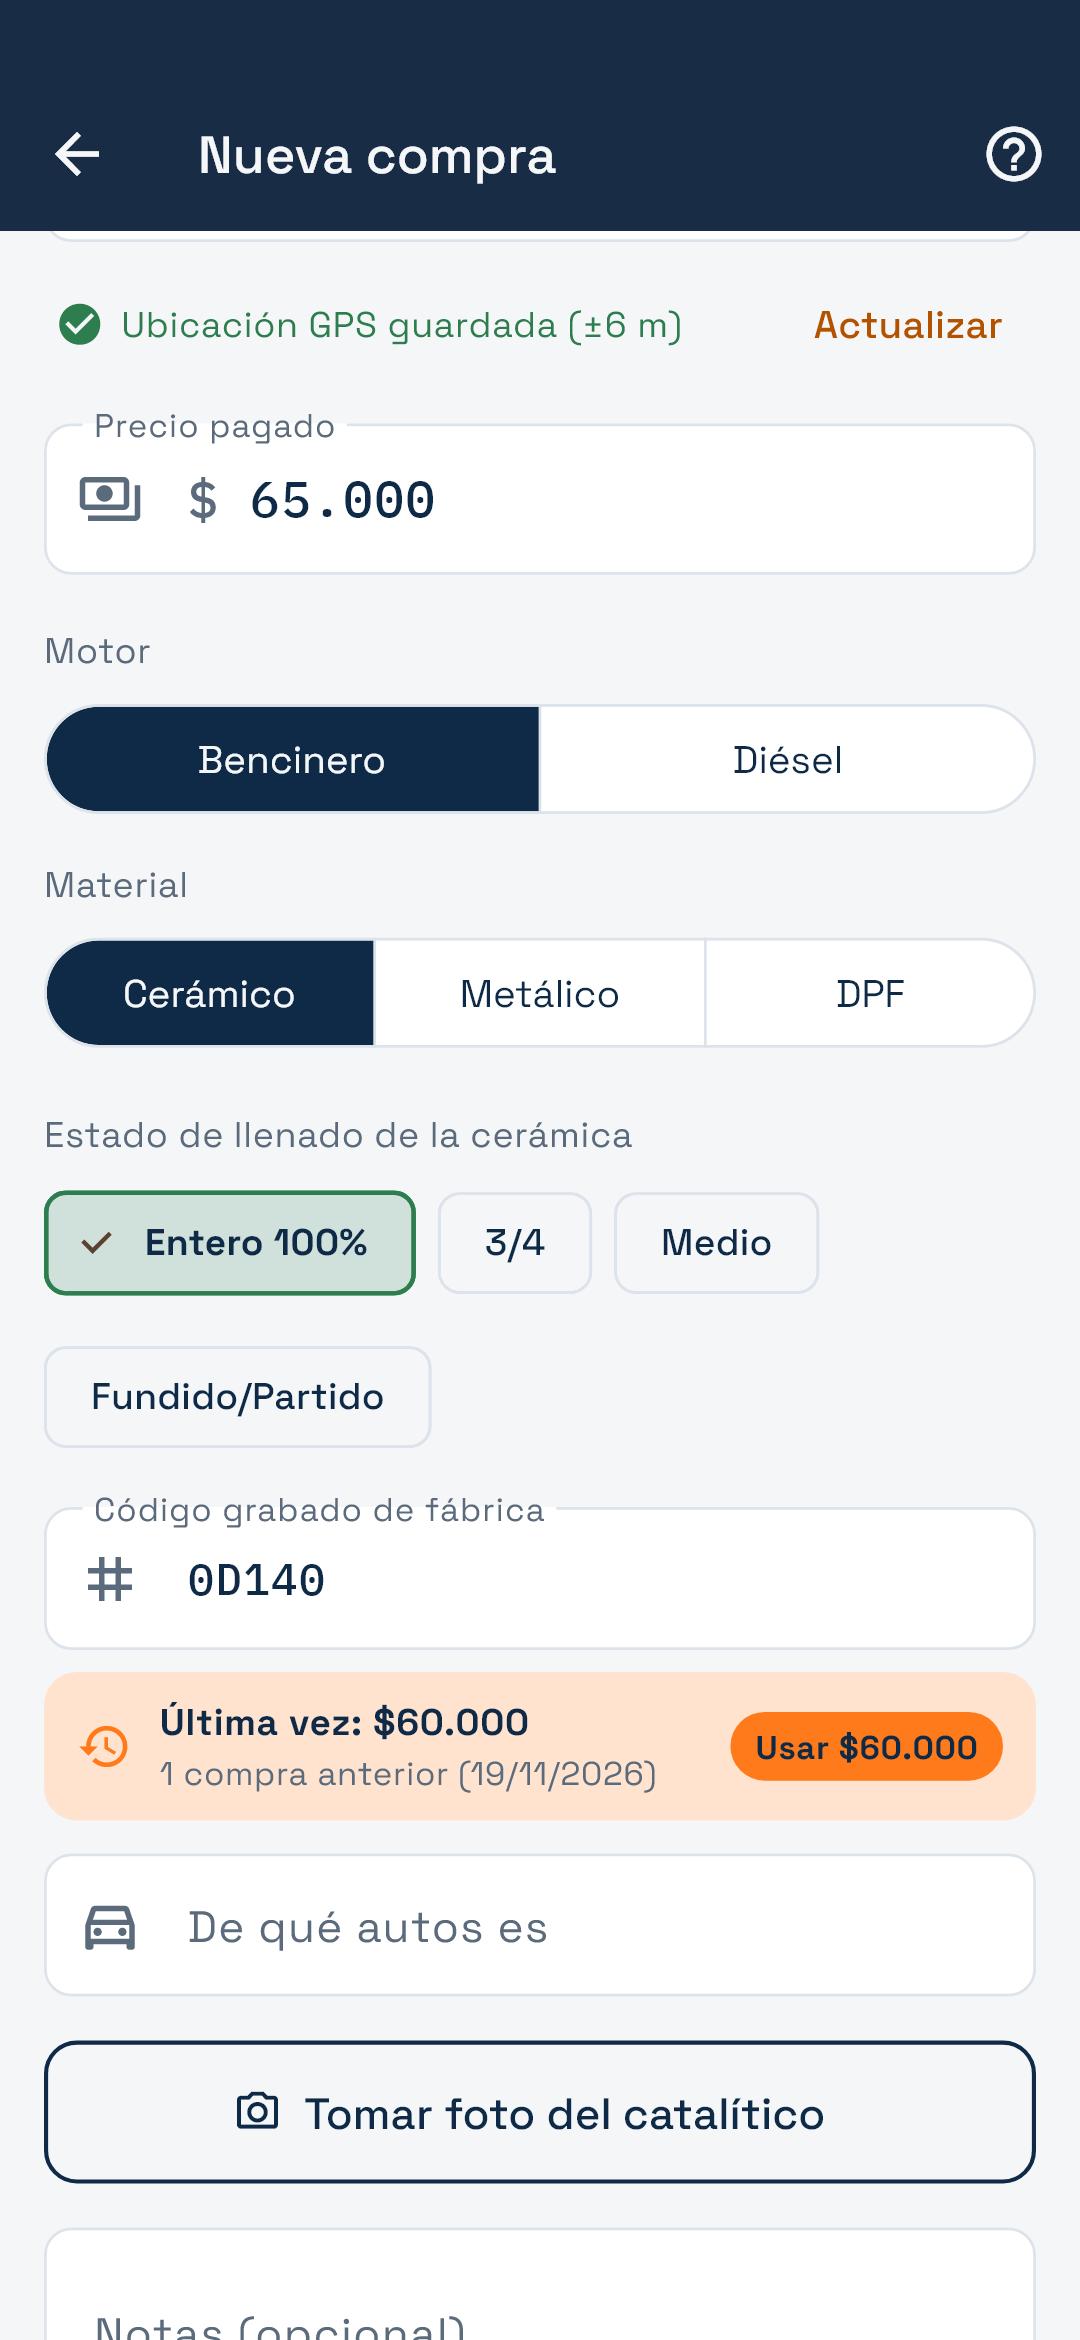 Nueva compra
Ubicación GPS guardada (±6 m)
Actualizar
Precio pagado
$ 65.000
Motor
Bencinero
Diésel
Material
Cerámico
Metálico
DPF
Estado de llenado de la cerámica
Entero 100%
3/4
Medio
Fundido/Partido
Código grabado de fábrica
0D140
Última vez: $60.000
1 compra anterior (19/11/2026)
Usar $60.000
De qué autos es
Tomar foto del catalítico
Notas (opcional)